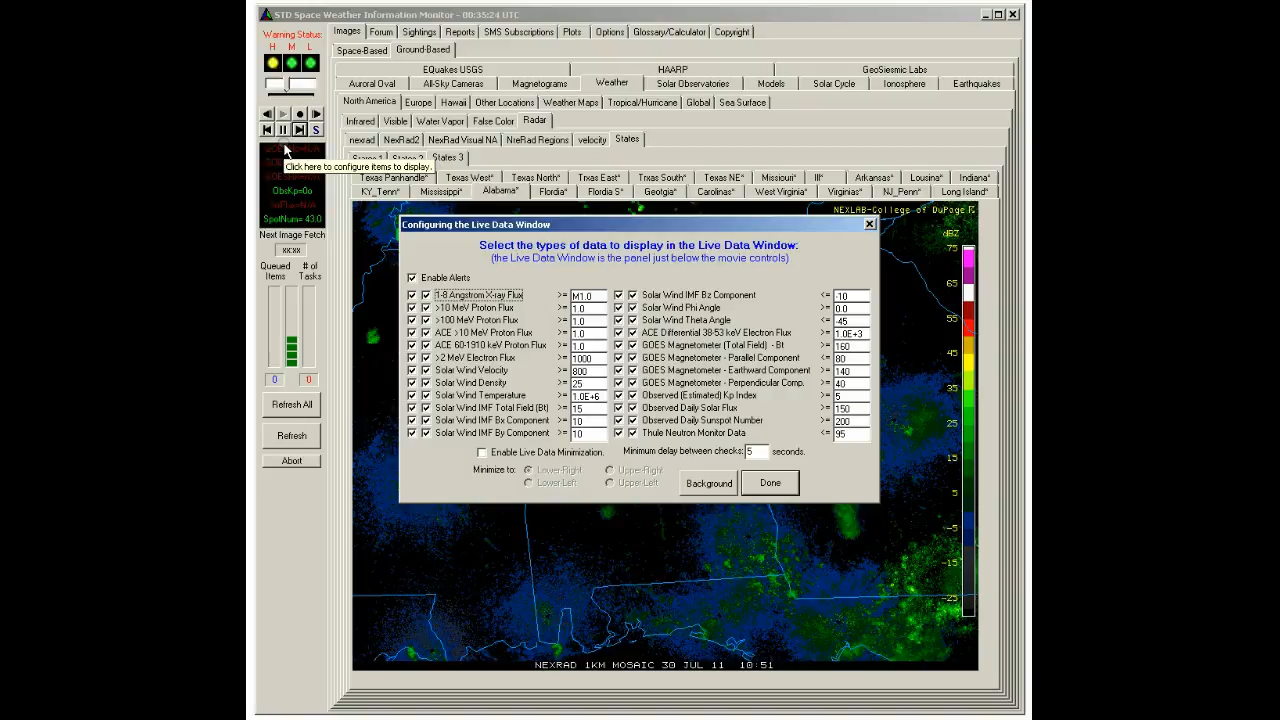 STD Space Weather Information Monitor - 00:35:24 UTC
Warning Status:
H M L
Images Forum Sightings Reports SMS Subscriptions Plots Options Glossary/Calculator Copyright
Space-Based Ground-Based
EQuakes USGS HAARP GeoSiesmic Labs
Auroral Oval All-Sky Cameras Magnetograms Weather Solar Observatories Models Solar Cycle Ionosphere Earthquakes
North America Europe Hawaii Other Locations Weather Maps Tropical/Hurricane Global Sea Surface
Infrared Visible Water Vapor False Color Radar
nexrad NexRad2 NexRad Visual NA NreRad Regions velocity States
States 2 States 3
Click here to configure items to display.
Texas Panhandle* Texas West* Texas North* Texas East* Texas South* Texas NE* Missouri* Ill* Arkansas* Lousina* Indiana*
KY_Tenn* Mississippi* Alabama* Flordia* Flordia S* Georgia* Carolinas* West Virginia* Virginias* NJ_Penn* Long Island*
S
ObsKp=0o
SpotNum= 43.0
Next Image Fetch
xx:xx
Queued Items
# of Tasks
0 0
Refresh All
Refresh
Abort
NEXLAB-College of DuPage
dBZ
75
65
55
45
35
25
15
5
-5
-15
-25
Configuring the Live Data Window
Select the types of data to display in the Live Data Window:
(the Live Data Window is the panel just below the movie controls)
Enable Alerts
1-8 Angstrom X-ray Flux >= M1.0 Solar Wind IMF Bz Component <= -10
>10 MeV Proton Flux >= 1.0 Solar Wind Phi Angle >= 0.0
>100 MeV Proton Flux >= 1.0 Solar Wind Theta Angle <= -45
ACE >10 MeV Proton Flux >= 1.0 ACE Differential 38-53 keV Electron Flux >= 1.0E+3
ACE 60-1910 keV Proton Flux >= 1.0 GOES Magnetometer (Total Field) - Bt >= 160
>2 MeV Electron Flux >= 1000 GOES Magnetometer - Parallel Component <= 80
Solar Wind Velocity >= 800 GOES Magnetometer - Earthward Component >= 140
Solar Wind Density >= 25 GOES Magnetometer - Perpendicular Comp. >= 40
Solar Wind Temperature >= 1.0E+6 Observed (Estimated) Kp Index >= 5
Solar Wind IMF Total Field (Bt) >= 15 Observed Daily Solar Flux >= 150
Solar Wind IMF Bx Component >= 10 Observed Daily Sunspot Number >= 200
Solar Wind IMF By Component >= 10 Thule Neutron Monitor Data <= 95
Enable Live Data Minimization. Minimum delay between checks: 5 seconds.
Minimize to: Lower-Right Upper-Right
Lower-Left Upper-Left
Background Done
NEXRAD 1KM MOSAIC 30 JUL 11 10:51